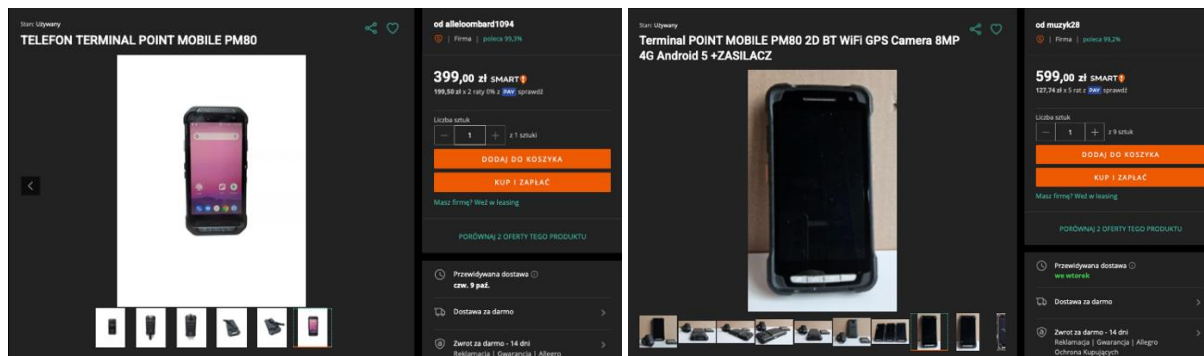 Stan: Używany
TELEFON TERMINAL POINT MOBILE PM80
od alleloombard1094
Firma | poleca 99,3%
399,00 zł SMART!
199,50 zł x 2 raty 0% z PAY sprawdź
Liczba sztuk
— 1 + z 1 sztuki
DODAJ DO KOSZYKA
KUP I ZAPŁAĆ
Masz firmę? Weź w leasing
PORÓWNAJ 2 OFERTY TEGO PRODUKTU
Przewidywana dostawa
czw. 9 paź.
Dostawa za darmo
Zwrot za darmo - 14 dni
Reklamacja | Gwarancja | Allegro
Ochrona Kupujących
Stan: Używany
Terminal POINT MOBILE PM80 2D BT WiFi GPS Camera 8MP
4G Android 5 +ZASILACZ
od muzyk28
Firma | poleca 99,2%
599,00 zł SMART!
127,74 zł x 5 rat z PAY sprawdź
Liczba sztuk
— 1 + z 9 sztuk
DODAJ DO KOSZYKA
KUP I ZAPŁAĆ
Masz firmę? Weź w leasing
PORÓWNAJ 2 OFERTY TEGO PRODUKTU
Przewidywana dostawa
we wtorek
Dostawa za darmo
Zwrot za darmo - 14 dni
Reklamacja | Gwarancja | Allegro
Ochrona Kupujących